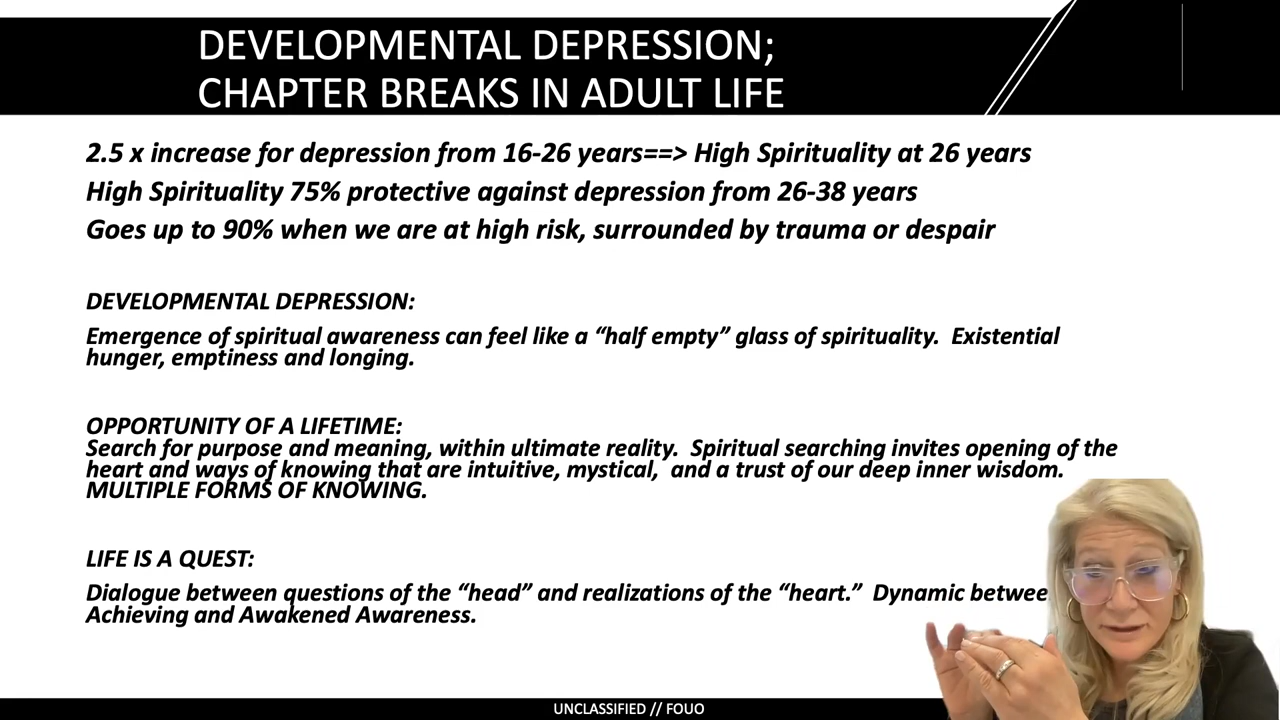 DEVELOPMENTAL DEPRESSION;
CHAPTER BREAKS IN ADULT LIFE
2.5 x increase for depression from 16-26 years==> High Spirituality at 26 years
High Spirituality 75% protective against depression from 26-38 years
Goes up to 90% when we are at high risk, surrounded by trauma or despair
DEVELOPMENTAL DEPRESSION:
Emergence of spiritual awareness can feel like a “half empty” glass of spirituality.  Existential
hunger, emptiness and longing.
OPPORTUNITY OF A LIFETIME:
Search for purpose and meaning, within ultimate reality.  Spiritual searching invites opening of the
heart and ways of knowing that are intuitive, mystical,  and a trust of our deep inner wisdom.
MULTIPLE FORMS OF KNOWING.
LIFE IS A QUEST:
Dialogue between questions of the “head” and realizations of the “heart.”  Dynamic betwee
Achieving and Awakened Awareness.
UNCLASSIFIED // FOUO